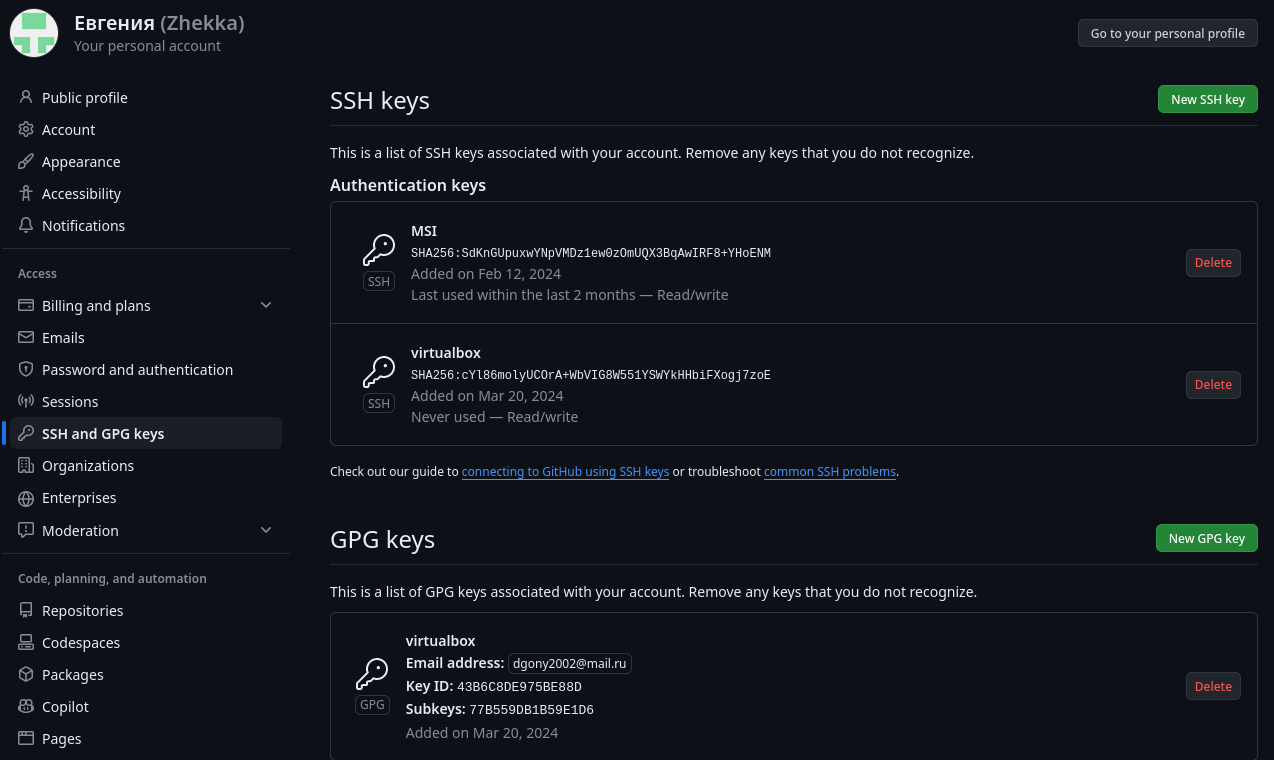 Евгения (Zhekka)
Your personal account
Go to your personal profile
Public profile
Account
Appearance
Accessibility
Notifications
Access
Billing and plans
Emails
Password and authentication
Sessions
SSH and GPG keys
Organizations
Enterprises
Moderation
Code, planning, and automation
Repositories
Codespaces
Packages
Copilot
Pages
SSH keys
New SSH key
This is a list of SSH keys associated with your account. Remove any keys that you do not recognize.
Authentication keys
MSI
SHA256:SdKnGUpuxwYNpVMDz1ew0zOmUQX3BqAwIRF8+YHoENM
Added on Feb 12, 2024
Last used within the last 2 months — Read/write
SSH
Delete
virtualbox
SHA256:cYl86molyUCOrA+WbVIG8W551YSWYkHHbiFXogj7zoE
Added on Mar 20, 2024
Never used — Read/write
SSH
Delete
Check out our guide to connecting to GitHub using SSH keys or troubleshoot common SSH problems.
GPG keys
New GPG key
This is a list of GPG keys associated with your account. Remove any keys that you do not recognize.
virtualbox
Email address: dgony2002@mail.ru
Key ID: 43B6C8DE975BE88D
Subkeys: 77B559DB1B59E1D6
Added on Mar 20, 2024
GPG
Delete